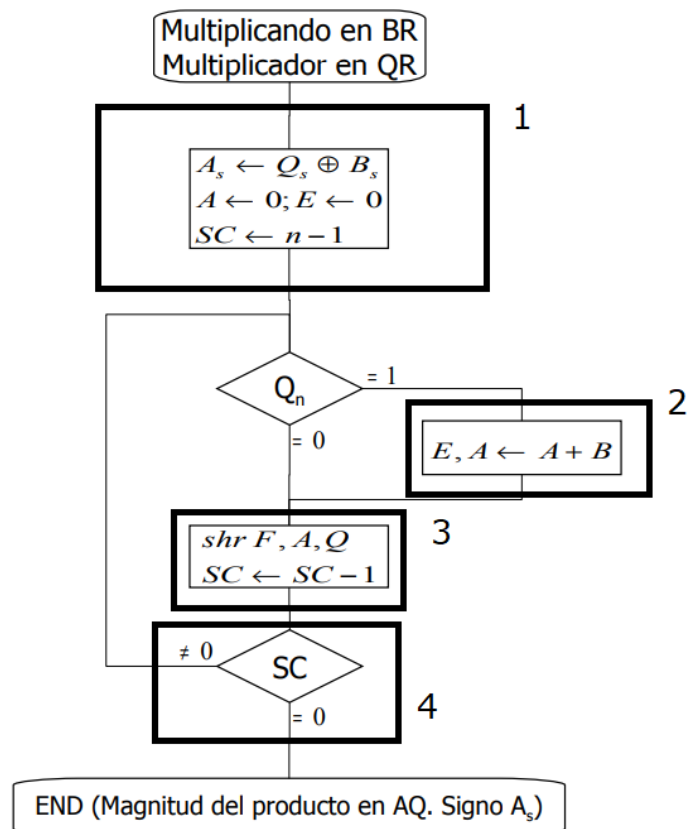 Multiplicando en BR
Multiplicador en QR
1
A_s ← Q_s ⊕ B_s
A ← 0; E ← 0
SC ← n − 1
Q_n
= 1
= 0
2
E, A ← A + B
3
shr F, A, Q
SC ← SC − 1
≠ 0
SC
= 0
4
END (Magnitud del producto en AQ. Signo A_s)